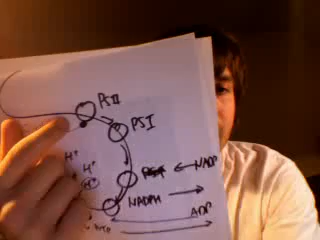 PSII
PSI
H+
H+
H+
← NADP
NADPH →
ADP